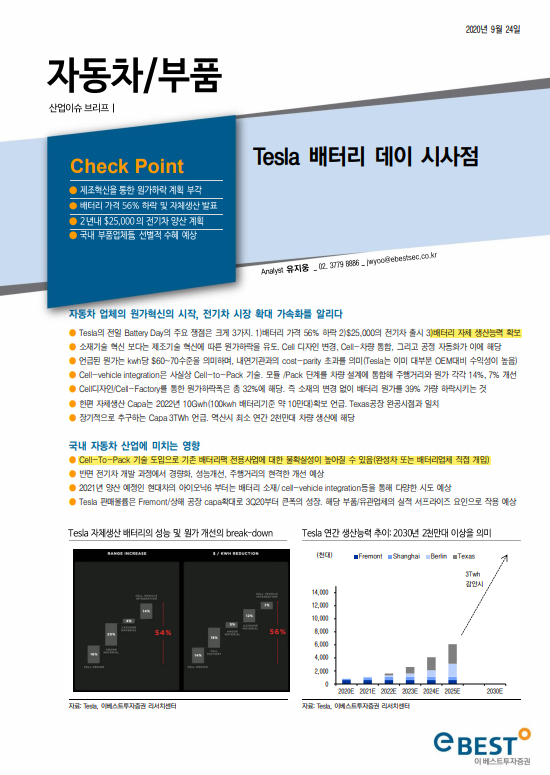 2020년 9월 24일
자동차/부품
산업이슈 브리프 |
Tesla 배터리 데이 시사점
Check Point
● 제조혁신을 통한 원가하락 계획 부각
● 배터리 가격 56% 하락 및 자체생산 발표
● 2년내 $25,000의 전기차 양산 계획
● 국내 부품업체들 선별적 수혜 예상
Analyst 유지웅 _ 02. 3779 8886 _ jwyoo@ebestsec.co.kr
자동차 업체의 원가혁신의 시작, 전기차 시장 확대 가속화를 알리다
● Tesla의 전일 Battery Day의 주요 쟁점은 크게 3가지. 1)배터리 가격 56% 하락 2)$25,000의 전기차 출시 3)배터리 자체 생산능력 확보
● 소재기술 혁신 보다는 제조기술 혁신에 따른 원가하락을 유도. Cell 디자인 변경, Cell-차량 통합, 그리고 공정 자동화가 이에 해당
● 언급된 원가는 kwh당 $60~70수준을 의미하며, 내연기관과의 cost-parity 초과를 의미(Tesla는 이미 대부분 OEM대비 수익성이 높음)
● Cell-vehicle integration은 사실상 Cell-to-Pack 기술. 모듈 /Pack 단계를 차량 설계에 통합해 주행거리와 원가 각각 14%, 7% 개선
● Cell디자인/Cell-Factory를 통한 원가하락폭은 총 32%에 해당. 즉 소재의 변경 없이 배터리 원가를 39% 가량 하락시키는 것
● 한편 자체생산 Capa는 2022년 10Gwh(100kwh 배터리기준 약 10만대)확보 언급. Texas공장 완공시점과 일치
● 장기적으로 추구하는 Capa 3TWh 언급. 역산시 최소 연간 2천만대 차량 생산에 해당
국내 자동차 산업에 미치는 영향
● Cell-To-Pack 기술 도입으로 기존 배터리팩 전용사업에 대한 불확실성이 높아질 수 있음(완성차 또는 배터리업체 직접 개입)
● 반면 전기차 개발 과정에서 경량화, 성능개선, 주행거리의 현격한 개선 예상
● 2021년 양산 예정인 현대차의 아이오닉6 부터는 배터리 소재/ cell-vehicle integration등을 통해 다양한 시도 예상
● Tesla 판매볼륨은 Fremont/상해 공장 capa확대로 3Q20부터 큰폭의 성장. 해당 부품/유관업체의 실적 서프라이즈 요인으로 작용 예상
Tesla 자체생산 배터리의 성능 및 원가 개선의 break-down
RANGE INCREASE
$ / KWH REDUCTION
16%
20%
4%
14%
54%
14%
18%
5%
12%
7%
56%
자료: Tesla, 이베스트투자증권 리서치센터
Tesla 연간 생산능력 추이: 2030년 2천만대 이상을 의미
(천대)
Fremont Shanghai Berlin Texas
3Twh
감안시
14,000
12,000
10,000
8,000
6,000
4,000
2,000
0
2020E 2021E 2022E 2023E 2024E 2025E 2030E
자료: Tesla, 이베스트투자증권 리서치센터
eBEST
이베스트투자증권